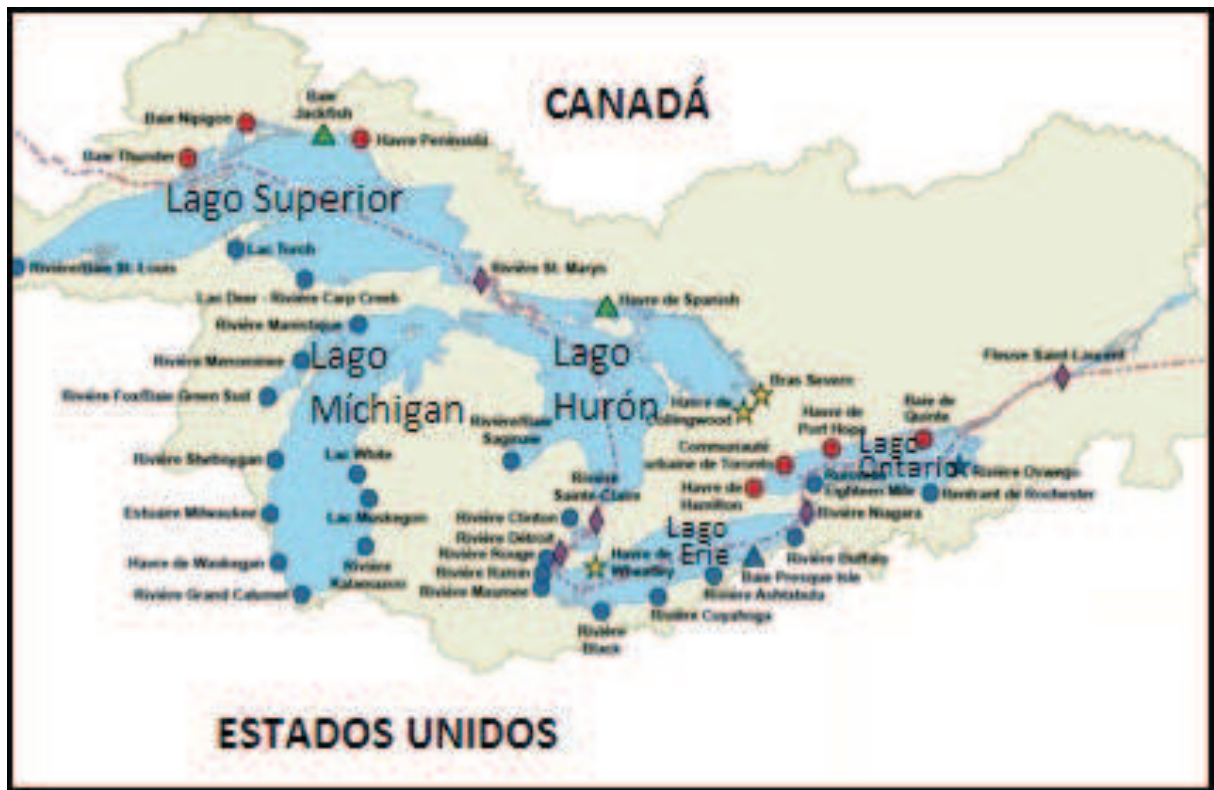 CANADÁ
Baie
Jackfish
Baie Nipigon
Havre Peninsula
Baie Thunder
Lago Superior
Lac Torch
Rivière/Baie St. Louis
Rivière St. Marys
Lac Deer - Rivière Carp Creek
Havre de Spanish
Rivière Manistique
Lago
Míchigan
Lago
Hurón
Rivière Menominee
Fleuve Saint-Laurent
Rivière Fox/Baie Green Sud
Bras Severn
Havre de
Collingwood
Baie de
Quinte
Havre de
Port Hope
Rivière/Baie
Saginaw
Communauté
urbaine de Toronto
Lago
Ontario
Rivière Sheboygan
Lac White
Rivière Oswego
Eighteen Mile
Rentrant de Rochester
Havre de
Hamilton
Rivière
Sainte-Claire
Estuaire Milwaukee
Lac Muskegon
Rivière Clinton
Rivière Niagara
Lago
Erie
Rivière Détroit
Rivière Rouge
Rivière Raisin
Rivière Maumee
Havre de
Wheatley
Rivière Buffalo
Baie Presque Isle
Rivière Ashtabula
Havre de Waukegan
Rivière
Kalamazoo
Rivière Grand Calumet
Rivière Cuyahoga
Rivière
Black
ESTADOS UNIDOS